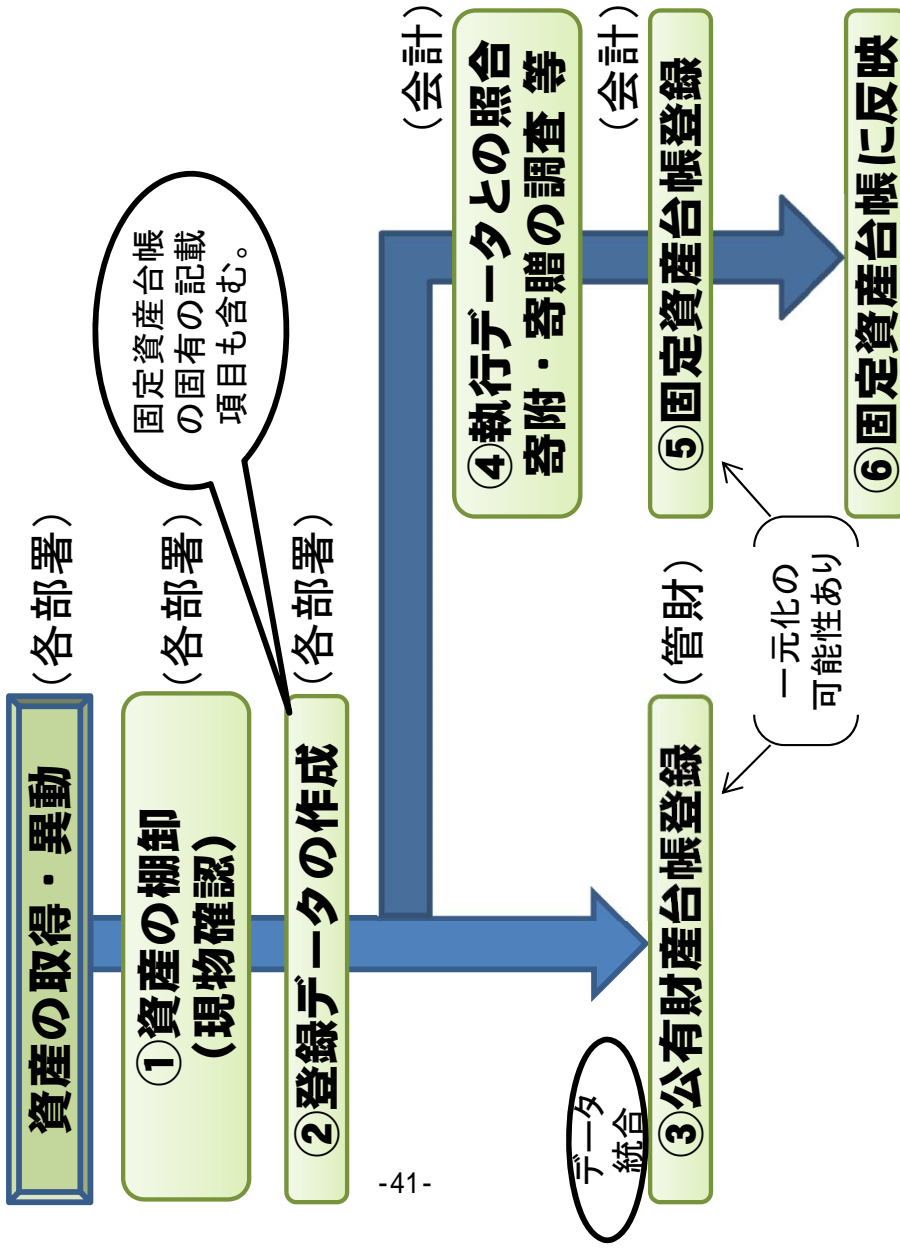 資産の取得・異動
（各部署）
①資産の棚卸
（現物確認）
（各部署）
②登録データの作成
（各部署）
固定資産台帳
の固有の記載
項目も含む。
データ
統合
③公有財産台帳登録
（管財）
④執行データとの照合
寄附・寄贈の調査 等
（会計）
⑤固定資産台帳登録
（会計）
一元化の
可能性あり
⑥固定資産台帳に反映
-41-